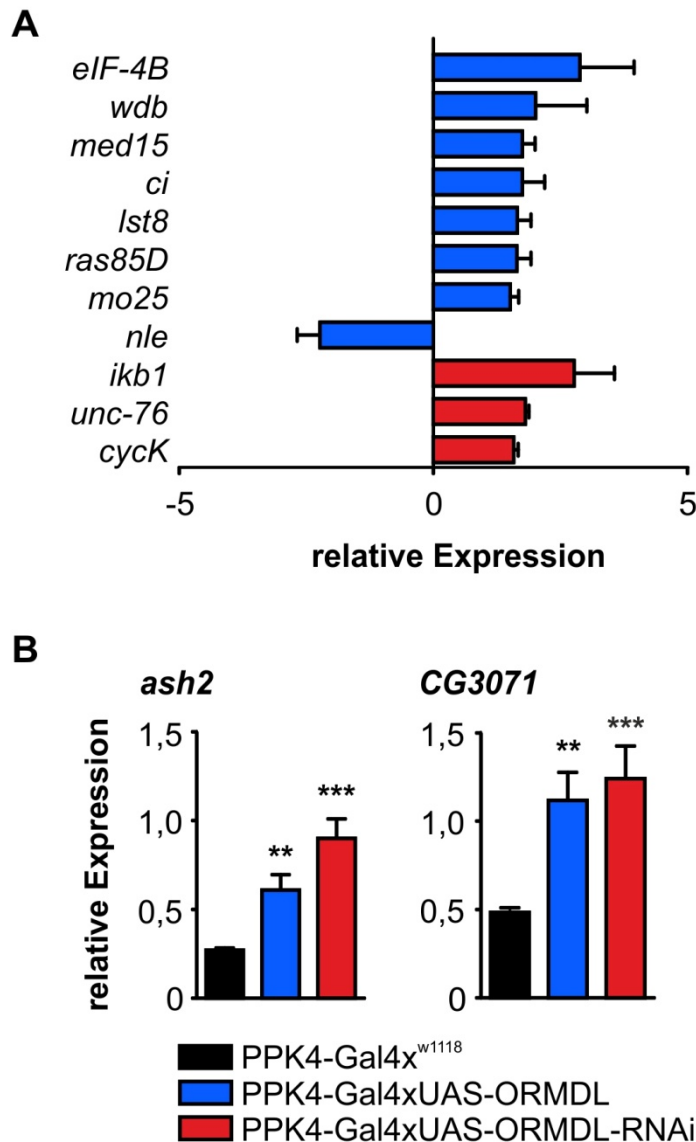 A
eIF-4B
wdb
med15
ci
lst8
ras85D
mo25
nle
ikb1
unc-76
cycK
-5 0 5
relative Expression
B
ash2 CG3071
relative Expression
1,5 1,5
*** ***
** **
1,0 1,0
0,5 0,5
0 0
PPK4-Gal4x^w1118
PPK4-Gal4xUAS-ORMDL
PPK4-Gal4xUAS-ORMDL-RNAi